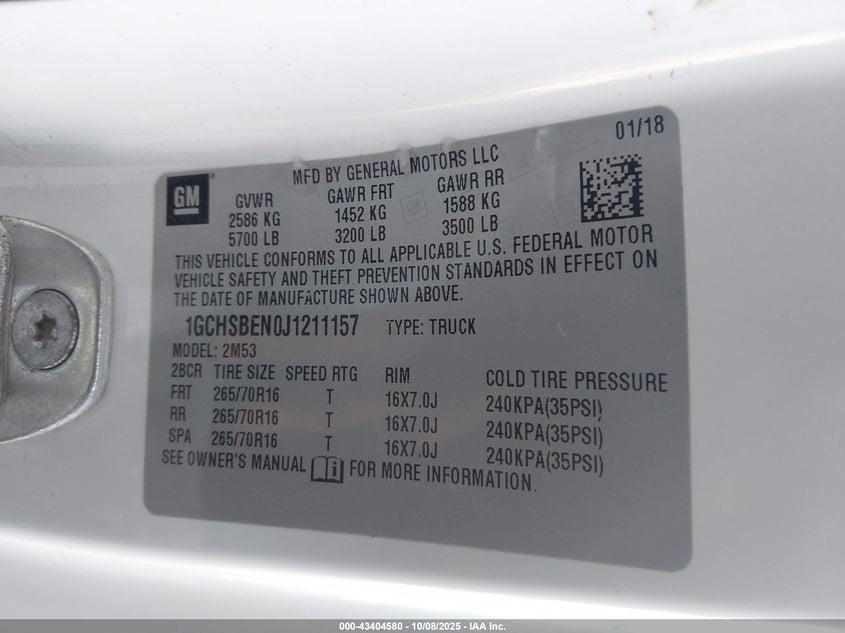 01/18
MFD BY GENERAL MOTORS LLC
GM
GVWR GAWR FRT GAWR RR
2586 KG 1452 KG 1588 KG
5700 LB 3200 LB 3500 LB
THIS VEHICLE CONFORMS TO ALL APPLICABLE U.S. FEDERAL MOTOR
VEHICLE SAFETY AND THEFT PREVENTION STANDARDS IN EFFECT ON
THE DATE OF MANUFACTURE SHOWN ABOVE.
1GCHSBEN0J1211157 TYPE: TRUCK
MODEL: 2M53
2BCR TIRE SIZE SPEED RTG RIM COLD TIRE PRESSURE
FRT 265/70R16 T 16X7.0J 240KPA(35PSI)
RR 265/70R16 T 16X7.0J 240KPA(35PSI)
SPA 265/70R16 T 16X7.0J 240KPA(35PSI)
SEE OWNER'S MANUAL FOR MORE INFORMATION.
000-43404580 - 10/08/2025 - IAA Inc.